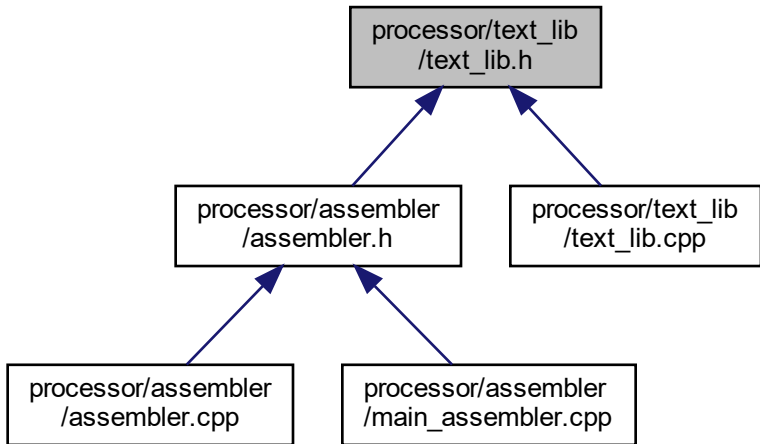 processor/text_lib
/text_lib.h
processor/assembler
/assembler.h
processor/text_lib
/text_lib.cpp
processor/assembler
/assembler.cpp
processor/assembler
/main_assembler.cpp